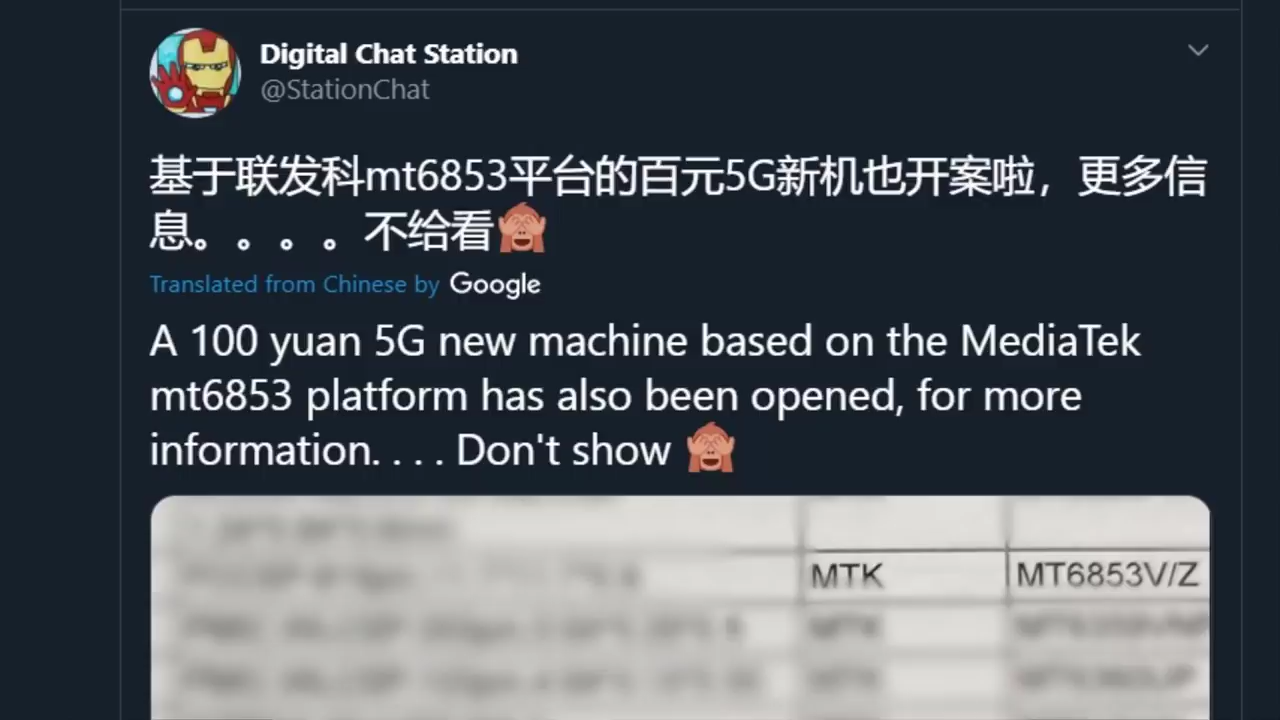 Digital Chat Station
@StationChat
基于联发科mt6853平台的百元5G新机也开案啦，更多信
息。。。。不给看🙈
Translated from Chinese by Google
A 100 yuan 5G new machine based on the MediaTek
mt6853 platform has also been opened, for more
information. . . . Don't show 🙈
MTK MT6853V/Z